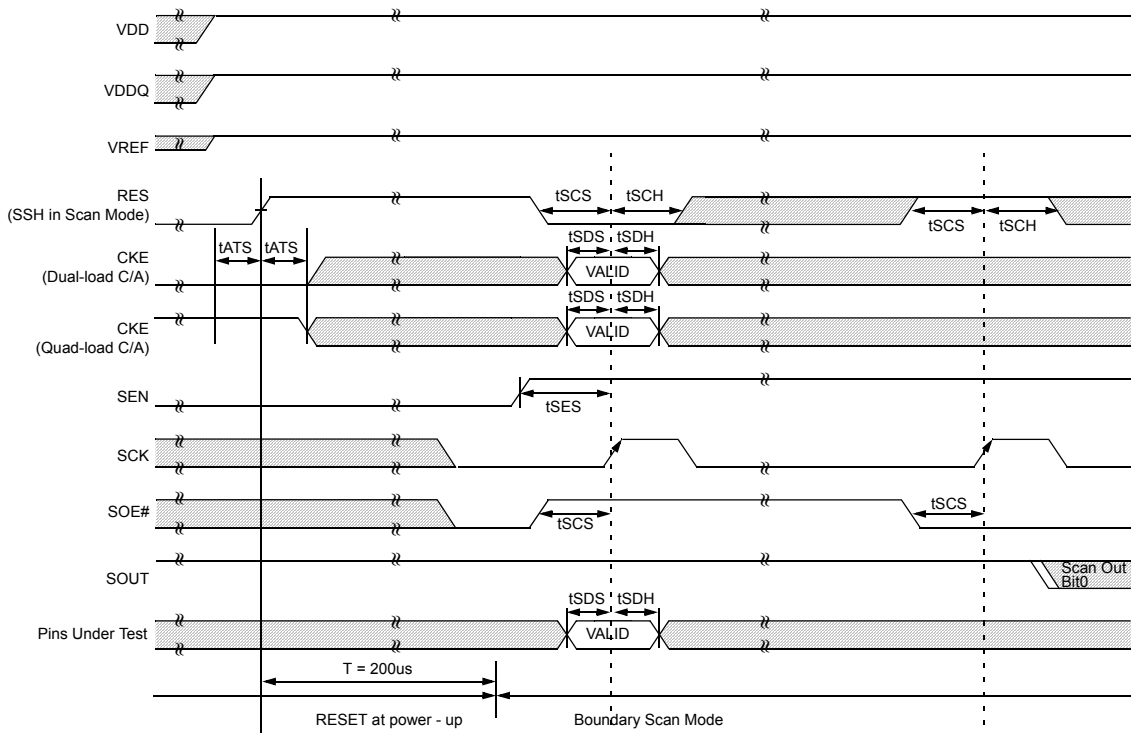 VDD
VDDQ
VREF
RES
(SSH in Scan Mode)
tSCS
tSCH
tSCS
tSCH
tATS
tATS
CKE
(Dual-load C/A)
tSDS
tSDH
VALID
CKE
(Quad-load C/A)
tSDS
tSDH
VALID
SEN
tSES
SCK
SOE#
tSCS
tSCS
SOUT
Scan Out
Bit0
Pins Under Test
tSDS
tSDH
VALID
T = 200us
RESET at power - up
Boundary Scan Mode